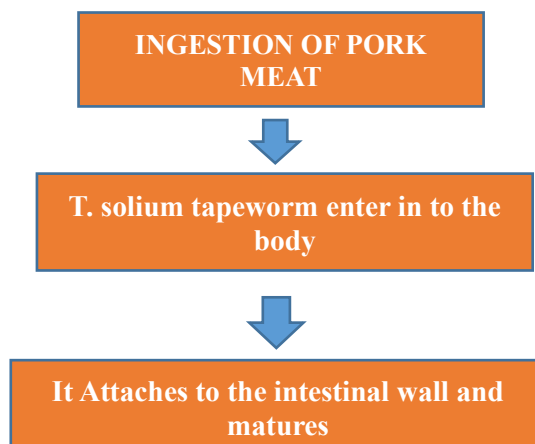 INGESTION OF PORK
MEAT
T. solium tapeworm enter in to the
body
It Attaches to the intestinal wall and
matures